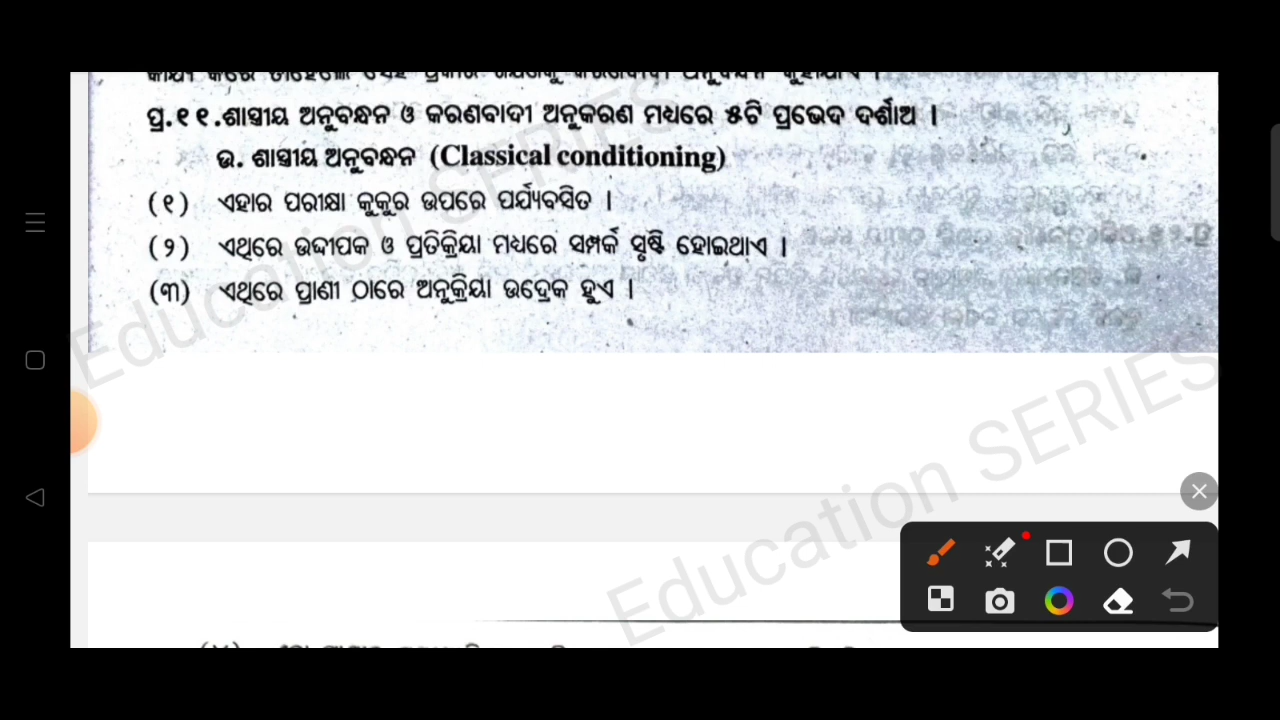 ପ୍ର.୧୧.ଶାସ୍ତ୍ରୀୟ ଅନୁବନ୍ଧନ ଓ କରଣବାଦୀ ଅନୁକରଣ ମଧ୍ୟରେ ୫ଟି ପ୍ରଭେଦ ଦର୍ଶାଅ ।
ଉ. ଶାସ୍ତ୍ରୀୟ ଅନୁବନ୍ଧନ (Classical conditioning)
(୧) ଏହାର ପରୀକ୍ଷା କୁକୁର ଉପରେ ପର୍ଯ୍ୟବସିତ ।
(୨) ଏଥିରେ ଉଦ୍ଦୀପକ ଓ ପ୍ରତିକ୍ରିୟା ମଧ୍ୟରେ ସମ୍ପର୍କ ସୃଷ୍ଟି ହୋଇଥାଏ ।
(୩) ଏଥିରେ ପ୍ରାଣୀ ଠାରେ ଅନୁକ୍ରିୟା ଉଦ୍ରେକ ହୁଏ ।
Education SERIES
Education SERIES